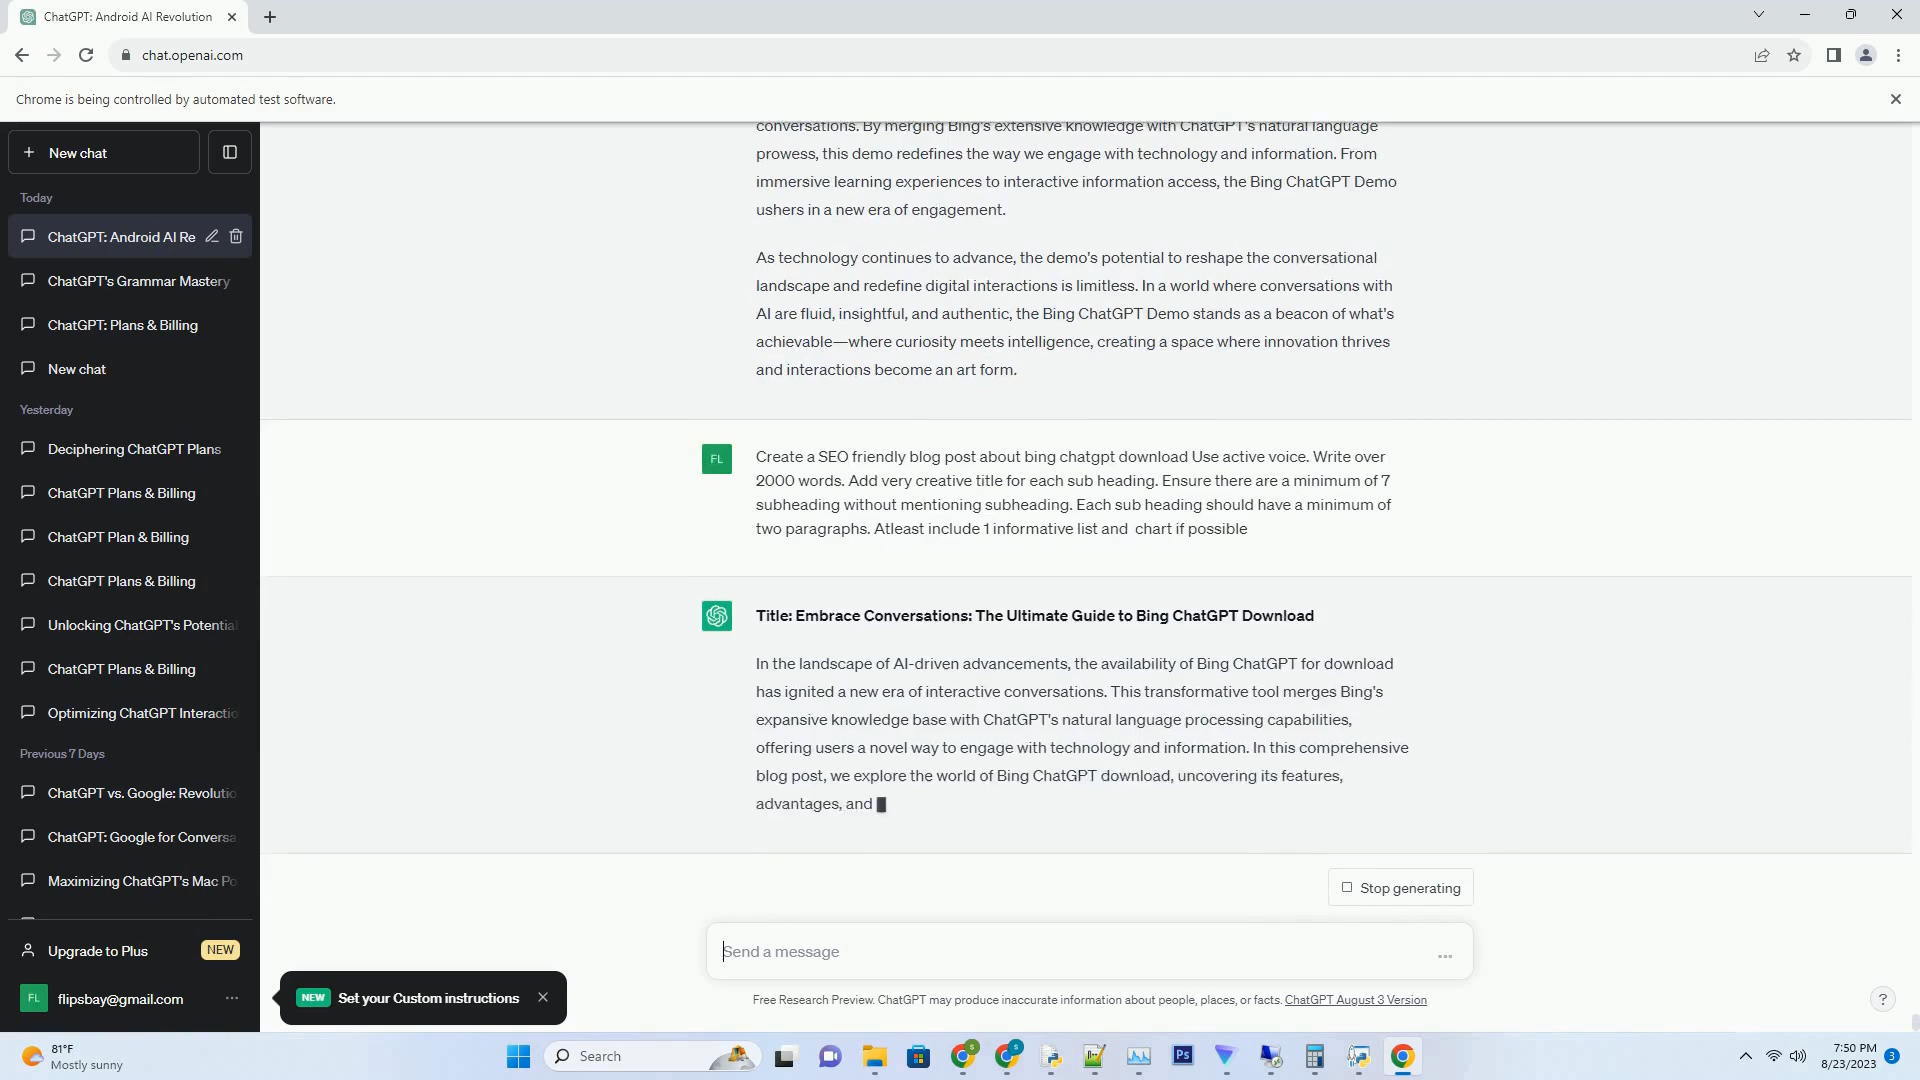 ChatGPT: Android AI Revolution
chat.openai.com
Chrome is being controlled by automated test software.
New chat
Today
ChatGPT: Android AI Re
ChatGPT's Grammar Mastery
ChatGPT: Plans & Billing
New chat
Yesterday
Deciphering ChatGPT Plans
ChatGPT Plans & Billing
ChatGPT Plan & Billing
ChatGPT Plans & Billing
Unlocking ChatGPT's Potential
ChatGPT Plans & Billing
Optimizing ChatGPT Interactio
Previous 7 Days
ChatGPT vs. Google: Revolutio
ChatGPT: Google for Conversa
Maximizing ChatGPT's Mac Po
Upgrade to Plus NEW
FL flipsbay@gmail.com
conversations. By merging Bing's extensive knowledge with ChatGPT's natural language
prowess, this demo redefines the way we engage with technology and information. From
immersive learning experiences to interactive information access, the Bing ChatGPT Demo
ushers in a new era of engagement.
As technology continues to advance, the demo's potential to reshape the conversational
landscape and redefine digital interactions is limitless. In a world where conversations with
AI are fluid, insightful, and authentic, the Bing ChatGPT Demo stands as a beacon of what's
achievable—where curiosity meets intelligence, creating a space where innovation thrives
and interactions become an art form.
FL
Create a SEO friendly blog post about bing chatgpt download Use active voice. Write over
2000 words. Add very creative title for each sub heading. Ensure there are a minimum of 7
subheading without mentioning subheading. Each sub heading should have a minimum of
two paragraphs. Atleast include 1 informative list and  chart if possible
Title: Embrace Conversations: The Ultimate Guide to Bing ChatGPT Download
In the landscape of AI-driven advancements, the availability of Bing ChatGPT for download
has ignited a new era of interactive conversations. This transformative tool merges Bing's
expansive knowledge base with ChatGPT's natural language processing capabilities,
offering users a novel way to engage with technology and information. In this comprehensive
blog post, we explore the world of Bing ChatGPT download, uncovering its features,
advantages, and
Stop generating
Send a message
NEW Set your Custom instructions
Free Research Preview. ChatGPT may produce inaccurate information about people, places, or facts. ChatGPT August 3 Version
?
81°F
Mostly sunny
Search
S
S
Ps
7:50 PM
8/23/2023
3